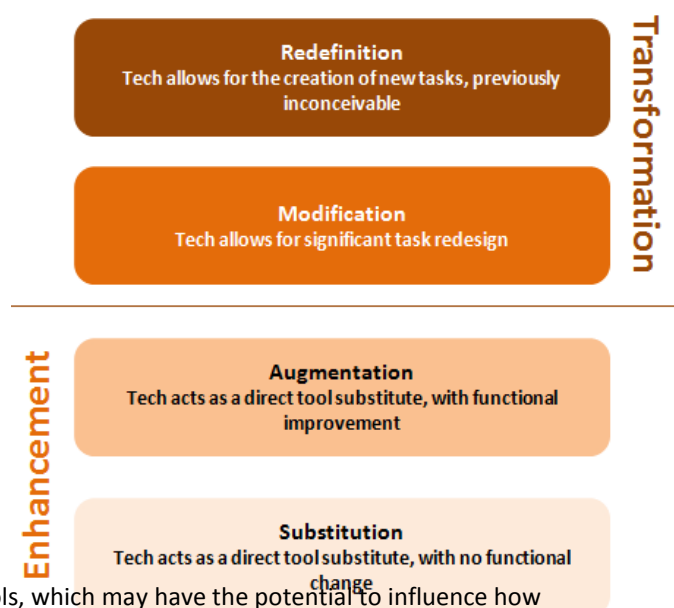 Redefinition
Tech allows for the creation of new tasks, previously
inconceivable
Transformation
Modification
Tech allows for significant task redesign
Enhancement
Augmentation
Tech acts as a direct tool substitute, with functional
improvement
Substitution
Tech acts as a direct tool substitute, with no functional
change
ols, which may have the potential to influence how